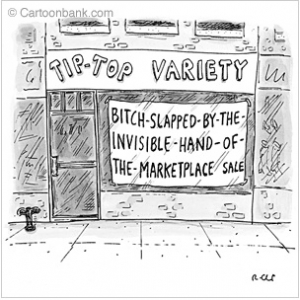 © Cartoonbank.com
TIP-TOP VARIETY
BITCH-SLAPPED-BY-THE-
INVISIBLE-HAND-OF-
THE-MARKETPLACE SALE